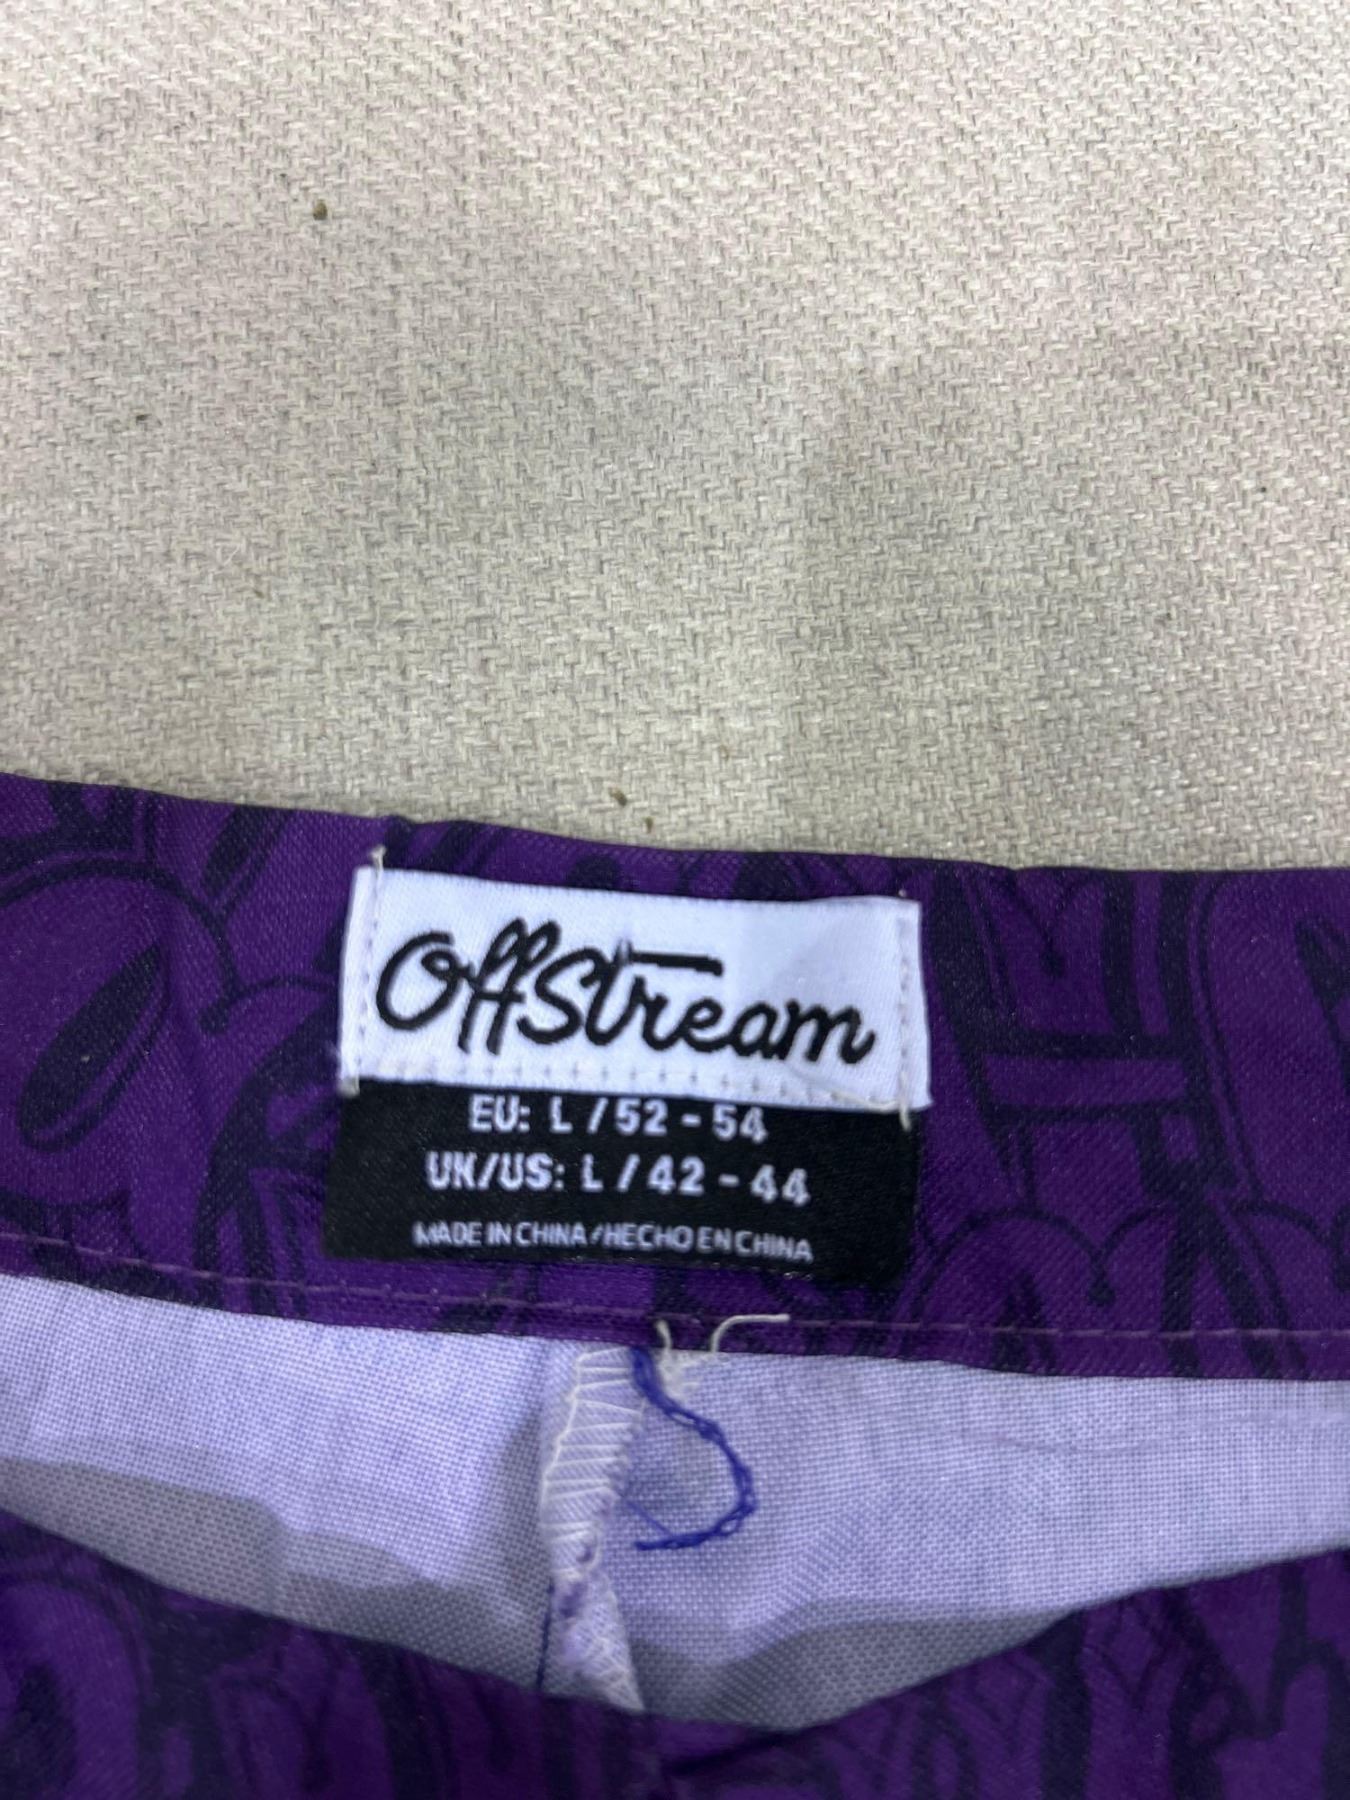 OffStream
EU: L / 52 - 54
UK/US: L / 42 - 44
MADE IN CHINA / HECHO EN CHINA